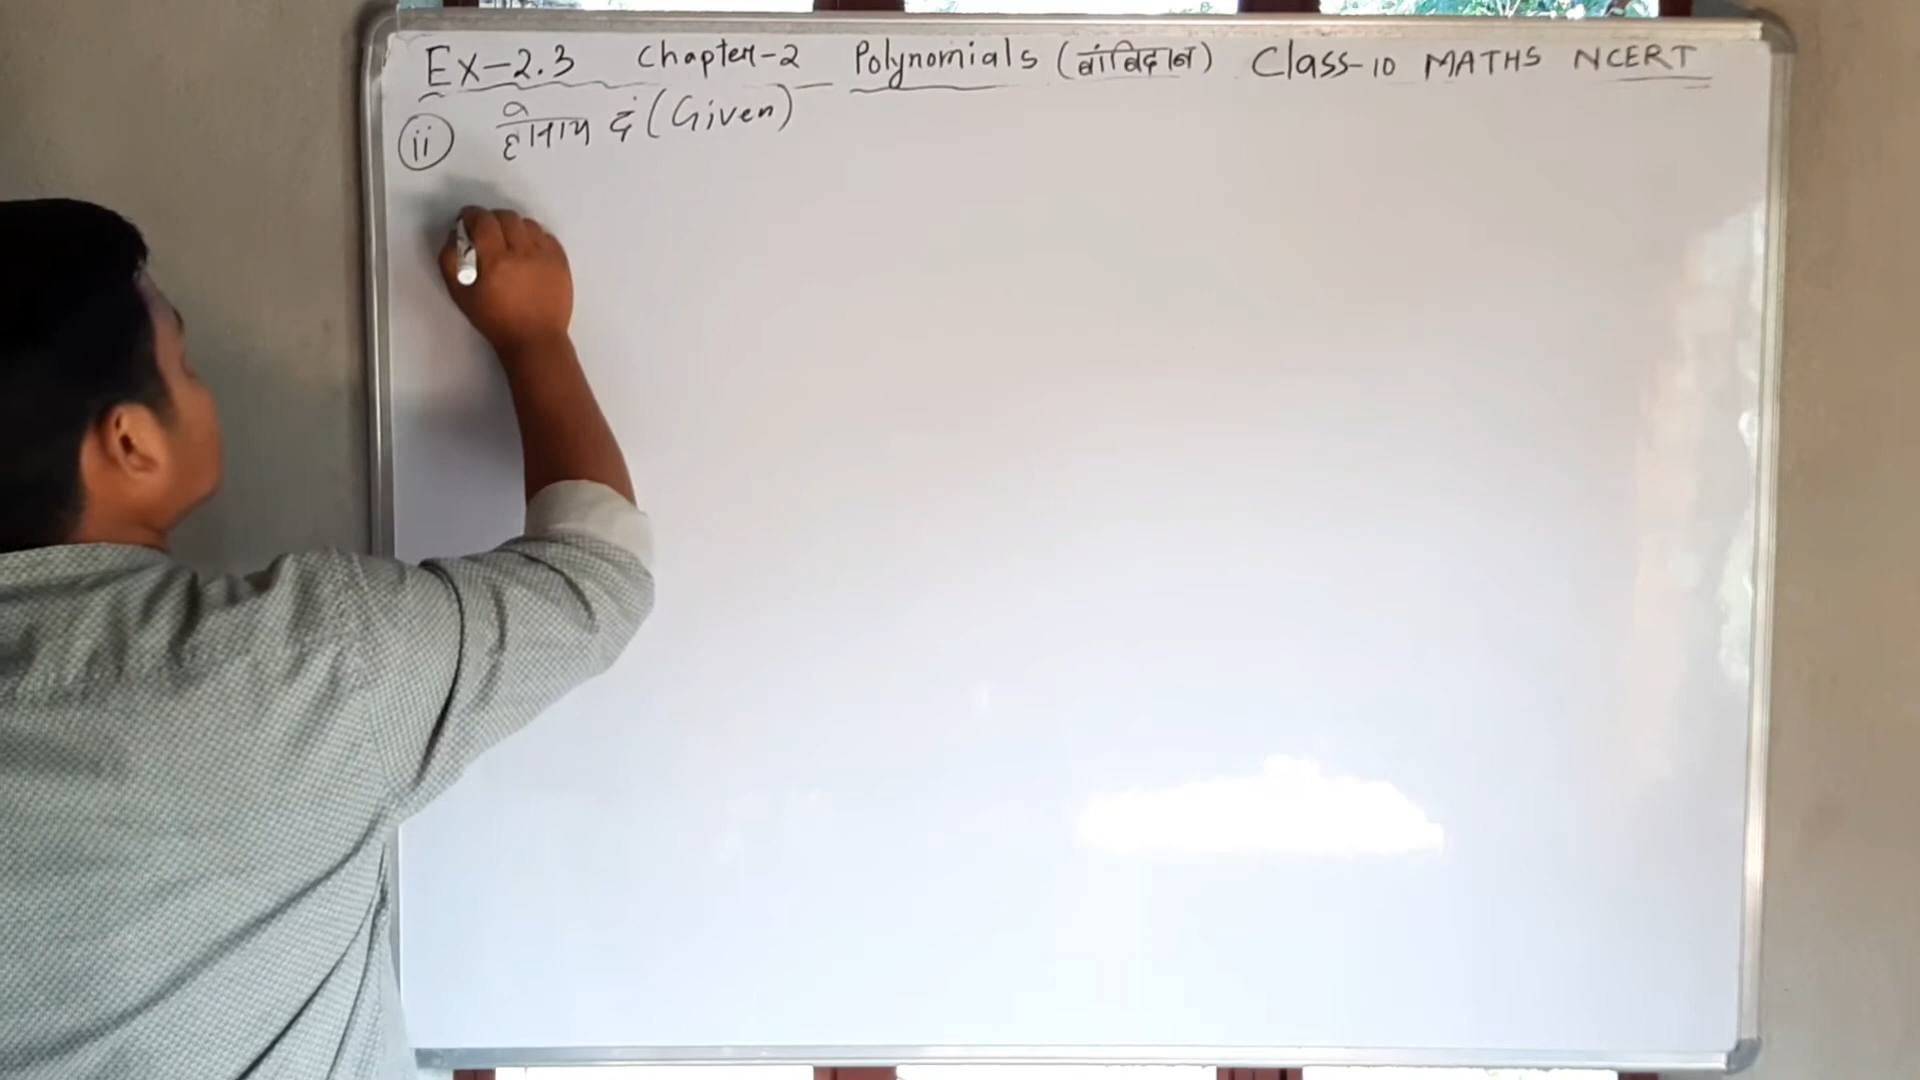 Ex-2.3 Chapter-2 Polynomials Class-10 MATHS NCERT
(ii) (Given)